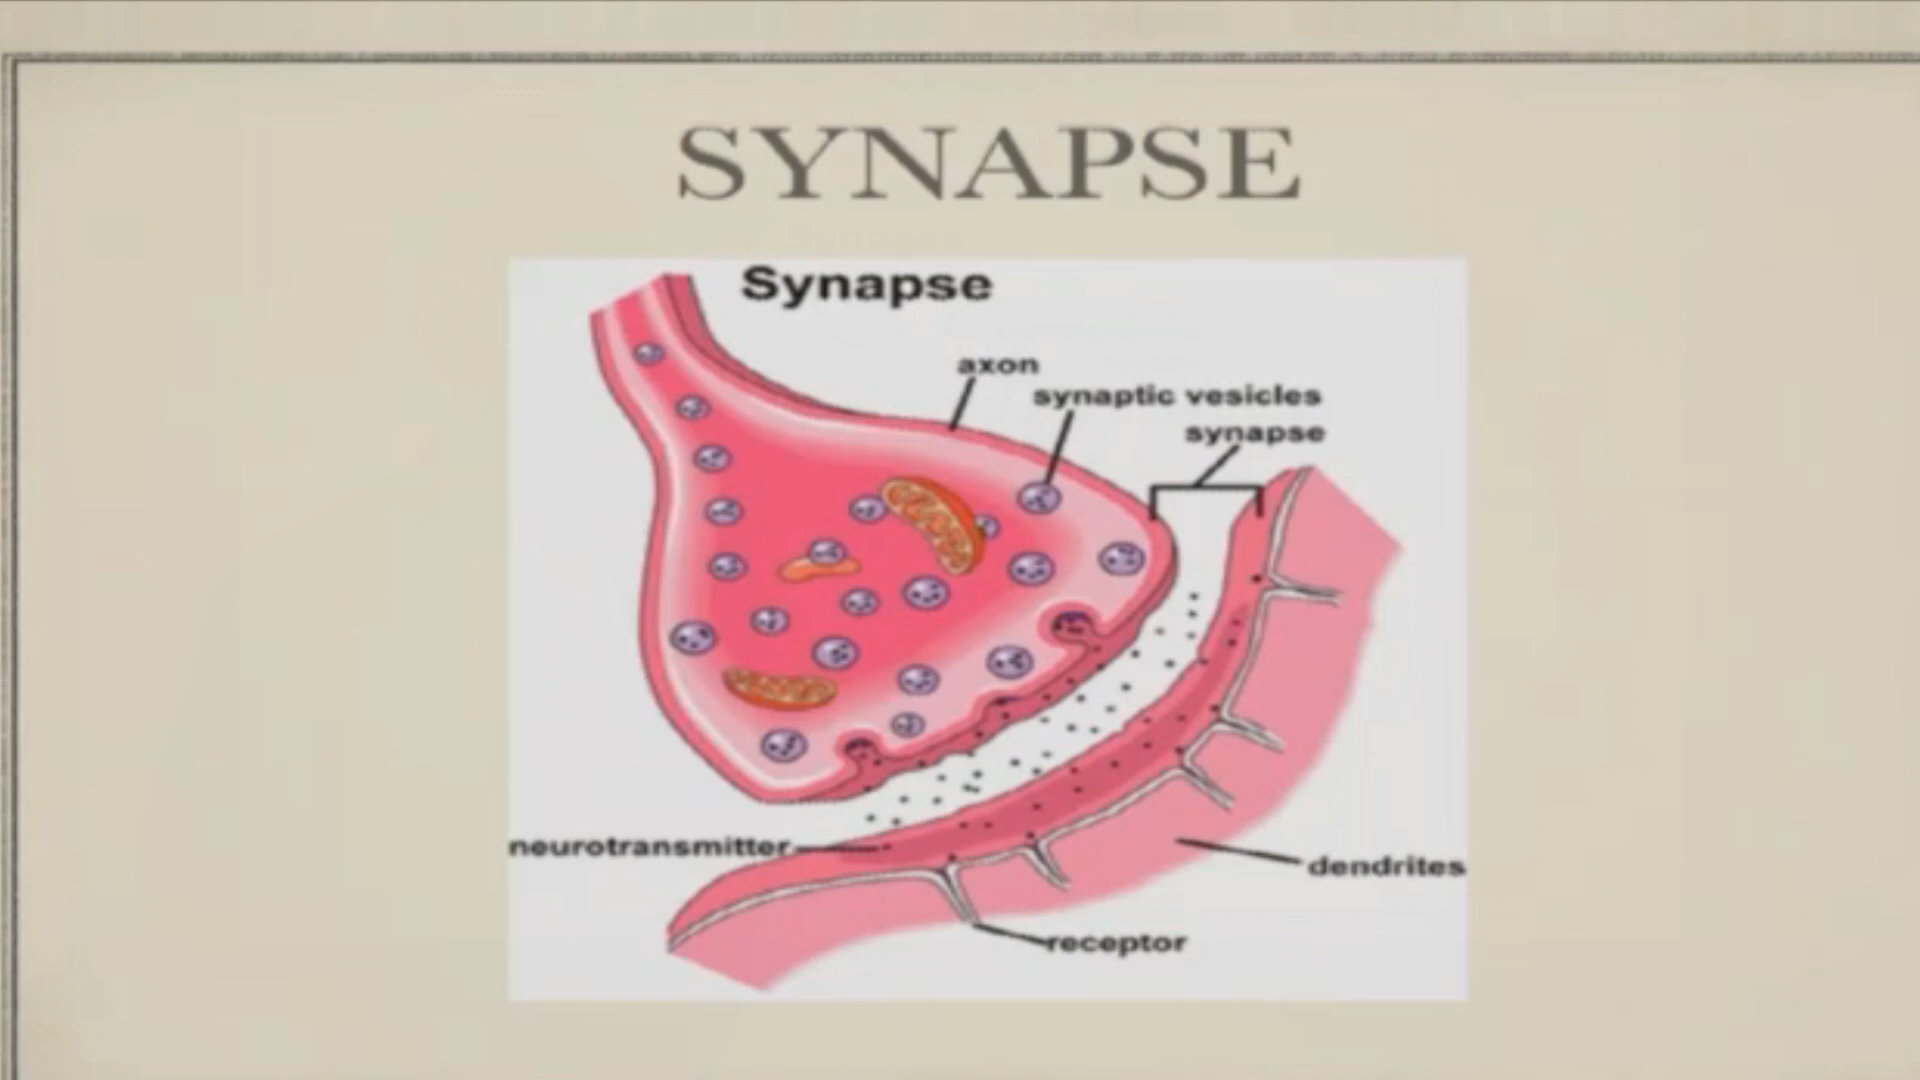 SYNAPSE
Synapse
axon
synaptic vesicles
synapse
neurotransmitter
dendrites
receptor